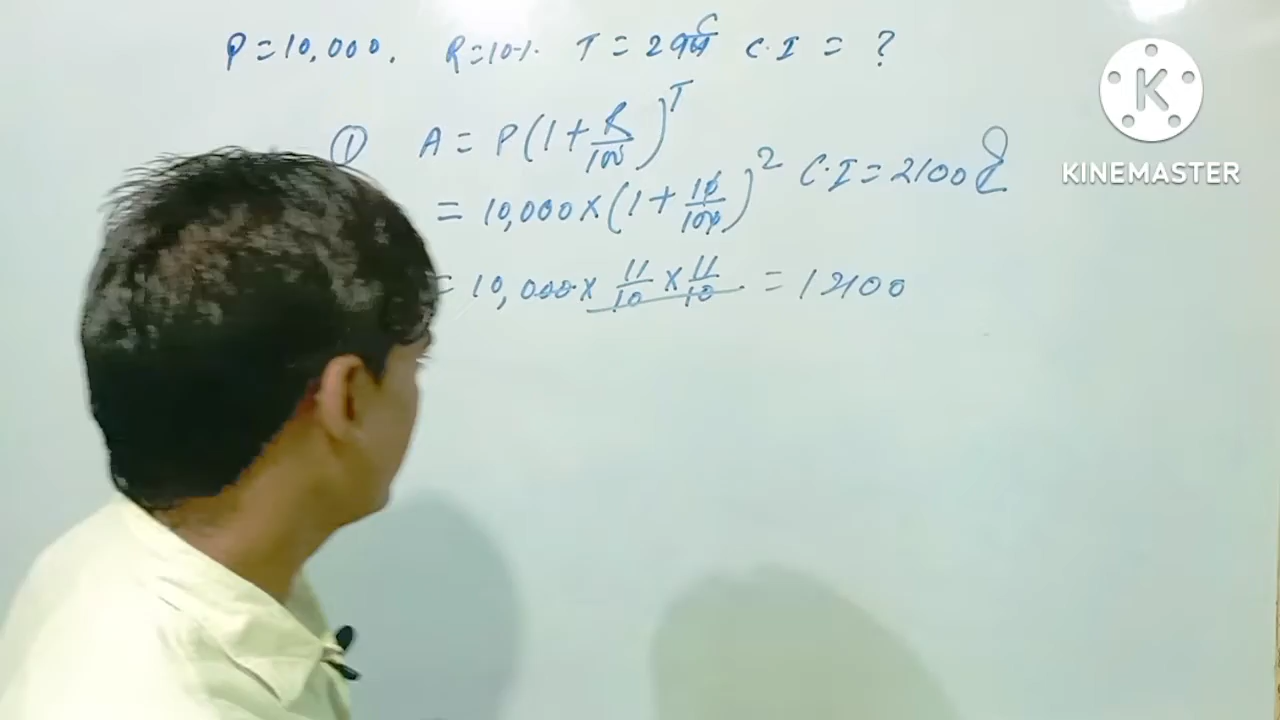 P = 10,000. R = 10%. T = 2 वर्ष C.I = ?
① A = P(1 + R/100)^T
= 10,000 × (1 + 10/100)^2 C.I = 2100 ₹
= 10,000 × 11/10 × 11/10 = 12100
K
KINEMASTER